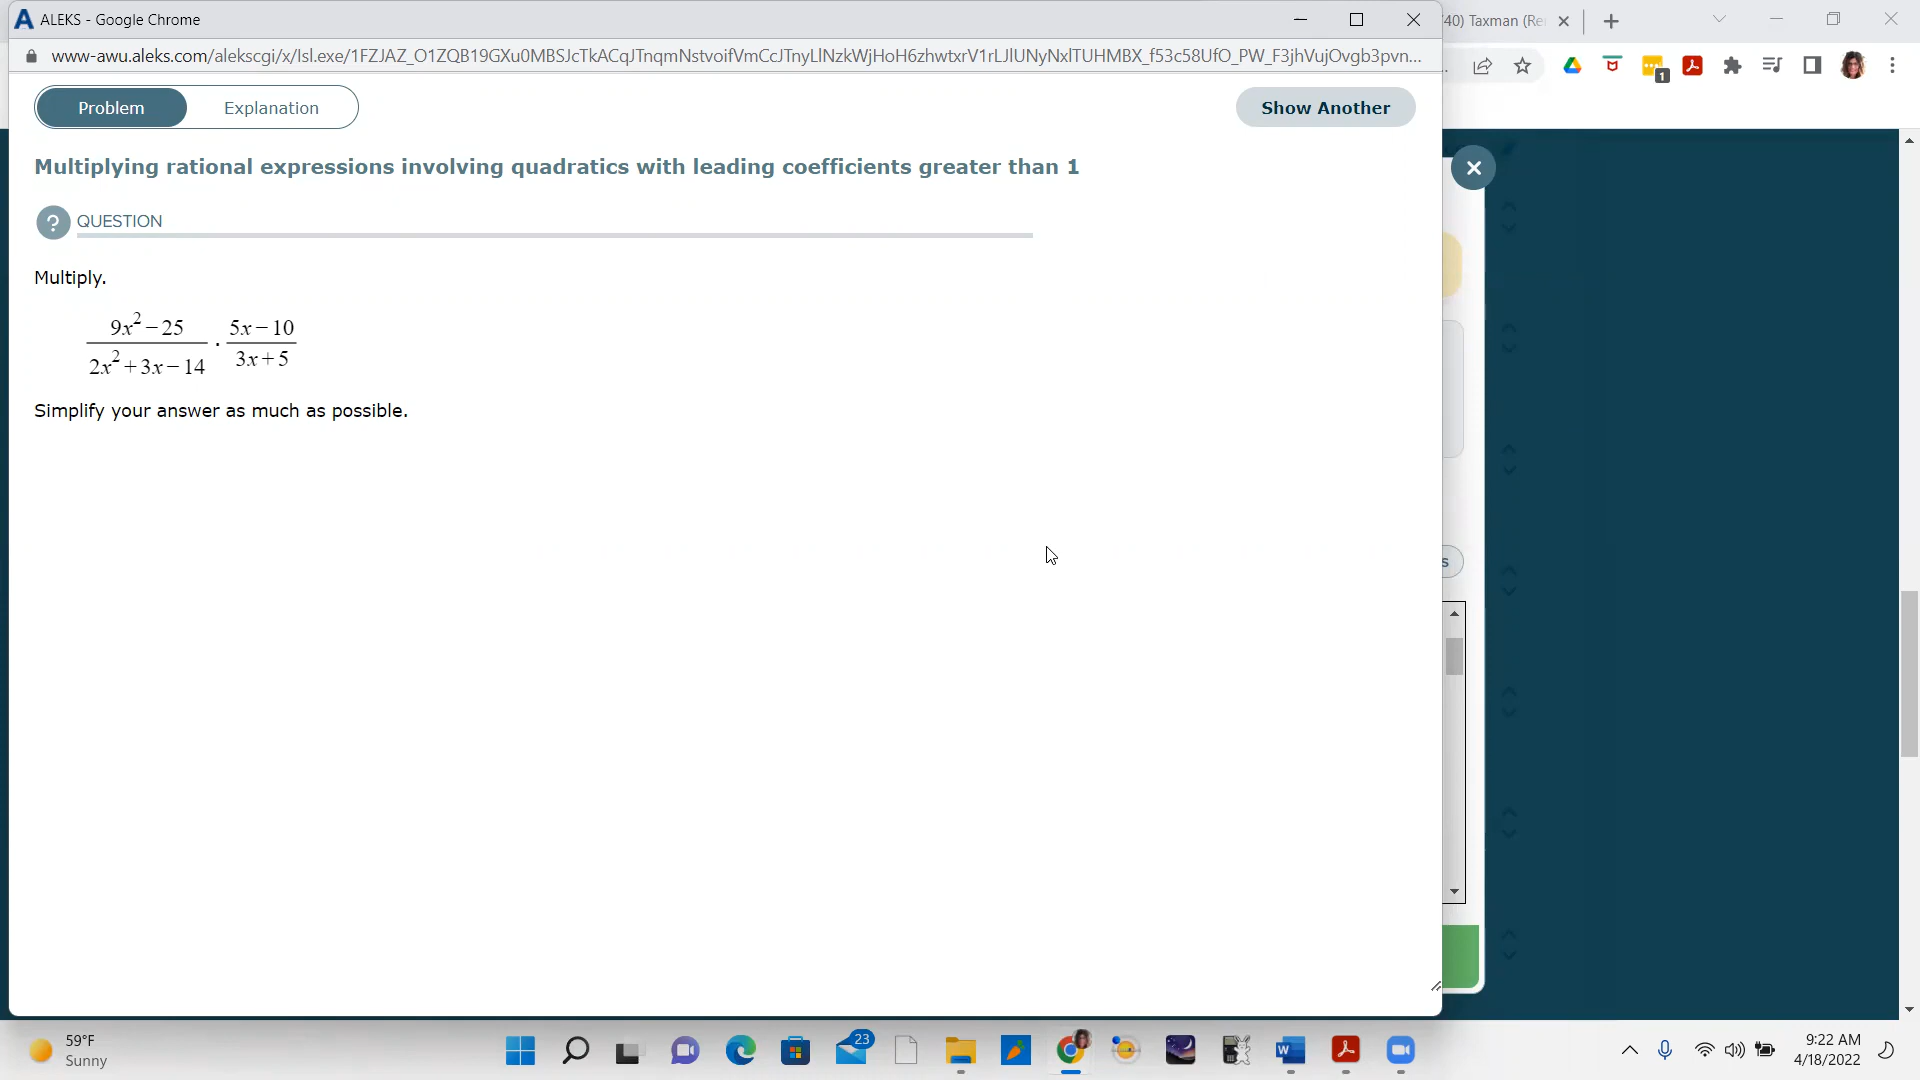 ALEKS - Google Chrome
40) Taxman (Re
www-awu.aleks.com/alekscgi/x/Isl.exe/1FZJAZ_O1ZQB19GXu0MBSJcTkACqJTnqmNstvoifVmCcJTnyLlNzkWjHoH6zhwtxrV1rLJlUNyNxlTUHMBX_f53c58UfO_PW_F3jhVujOvgb3pvn...
1
Problem
Explanation
Show Another
Multiplying rational expressions involving quadratics with leading coefficients greater than 1
? QUESTION
Multiply.
9x² − 25 5x − 10
·
2x² + 3x − 14 3x + 5
Simplify your answer as much as possible.
s
59°F
Sunny
23
9:22 AM
4/18/2022